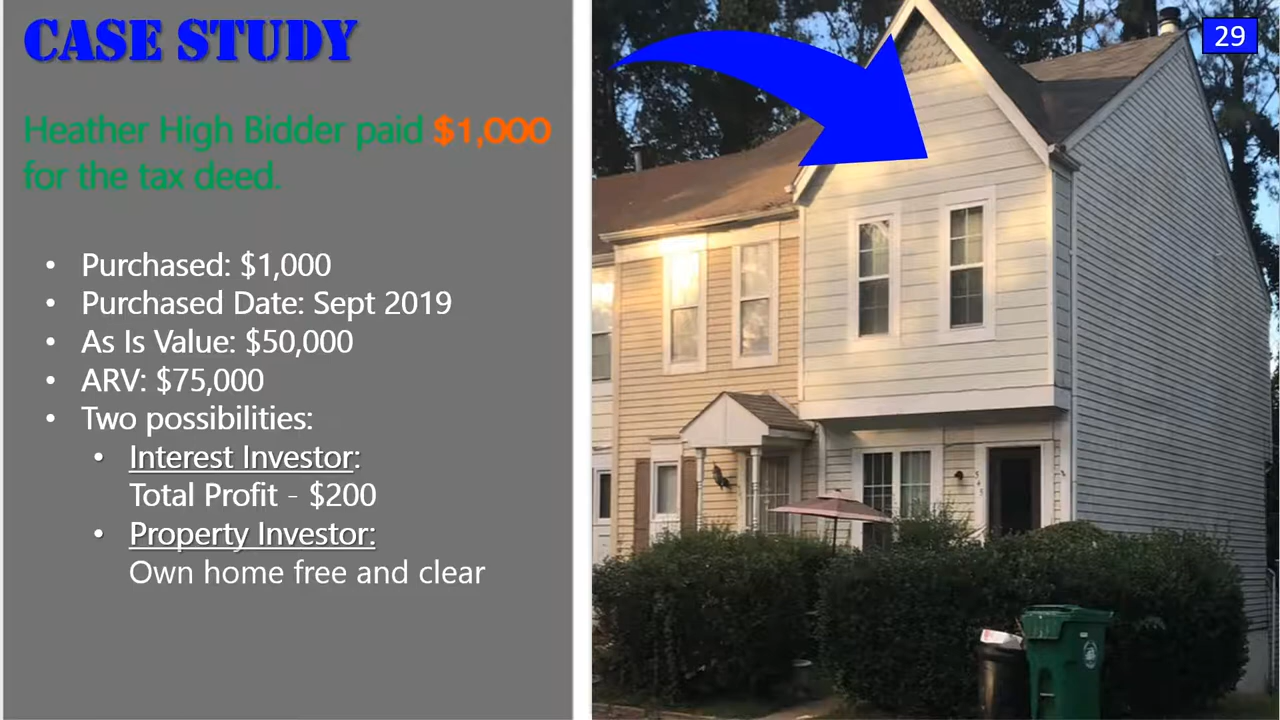 CASE STUDY
29
Heather High Bidder paid $1,000
for the tax deed.
• Purchased: $1,000
• Purchased Date: Sept 2019
• As Is Value: $50,000
• ARV: $75,000
• Two possibilities:
• Interest Investor:
Total Profit - $200
• Property Investor:
Own home free and clear